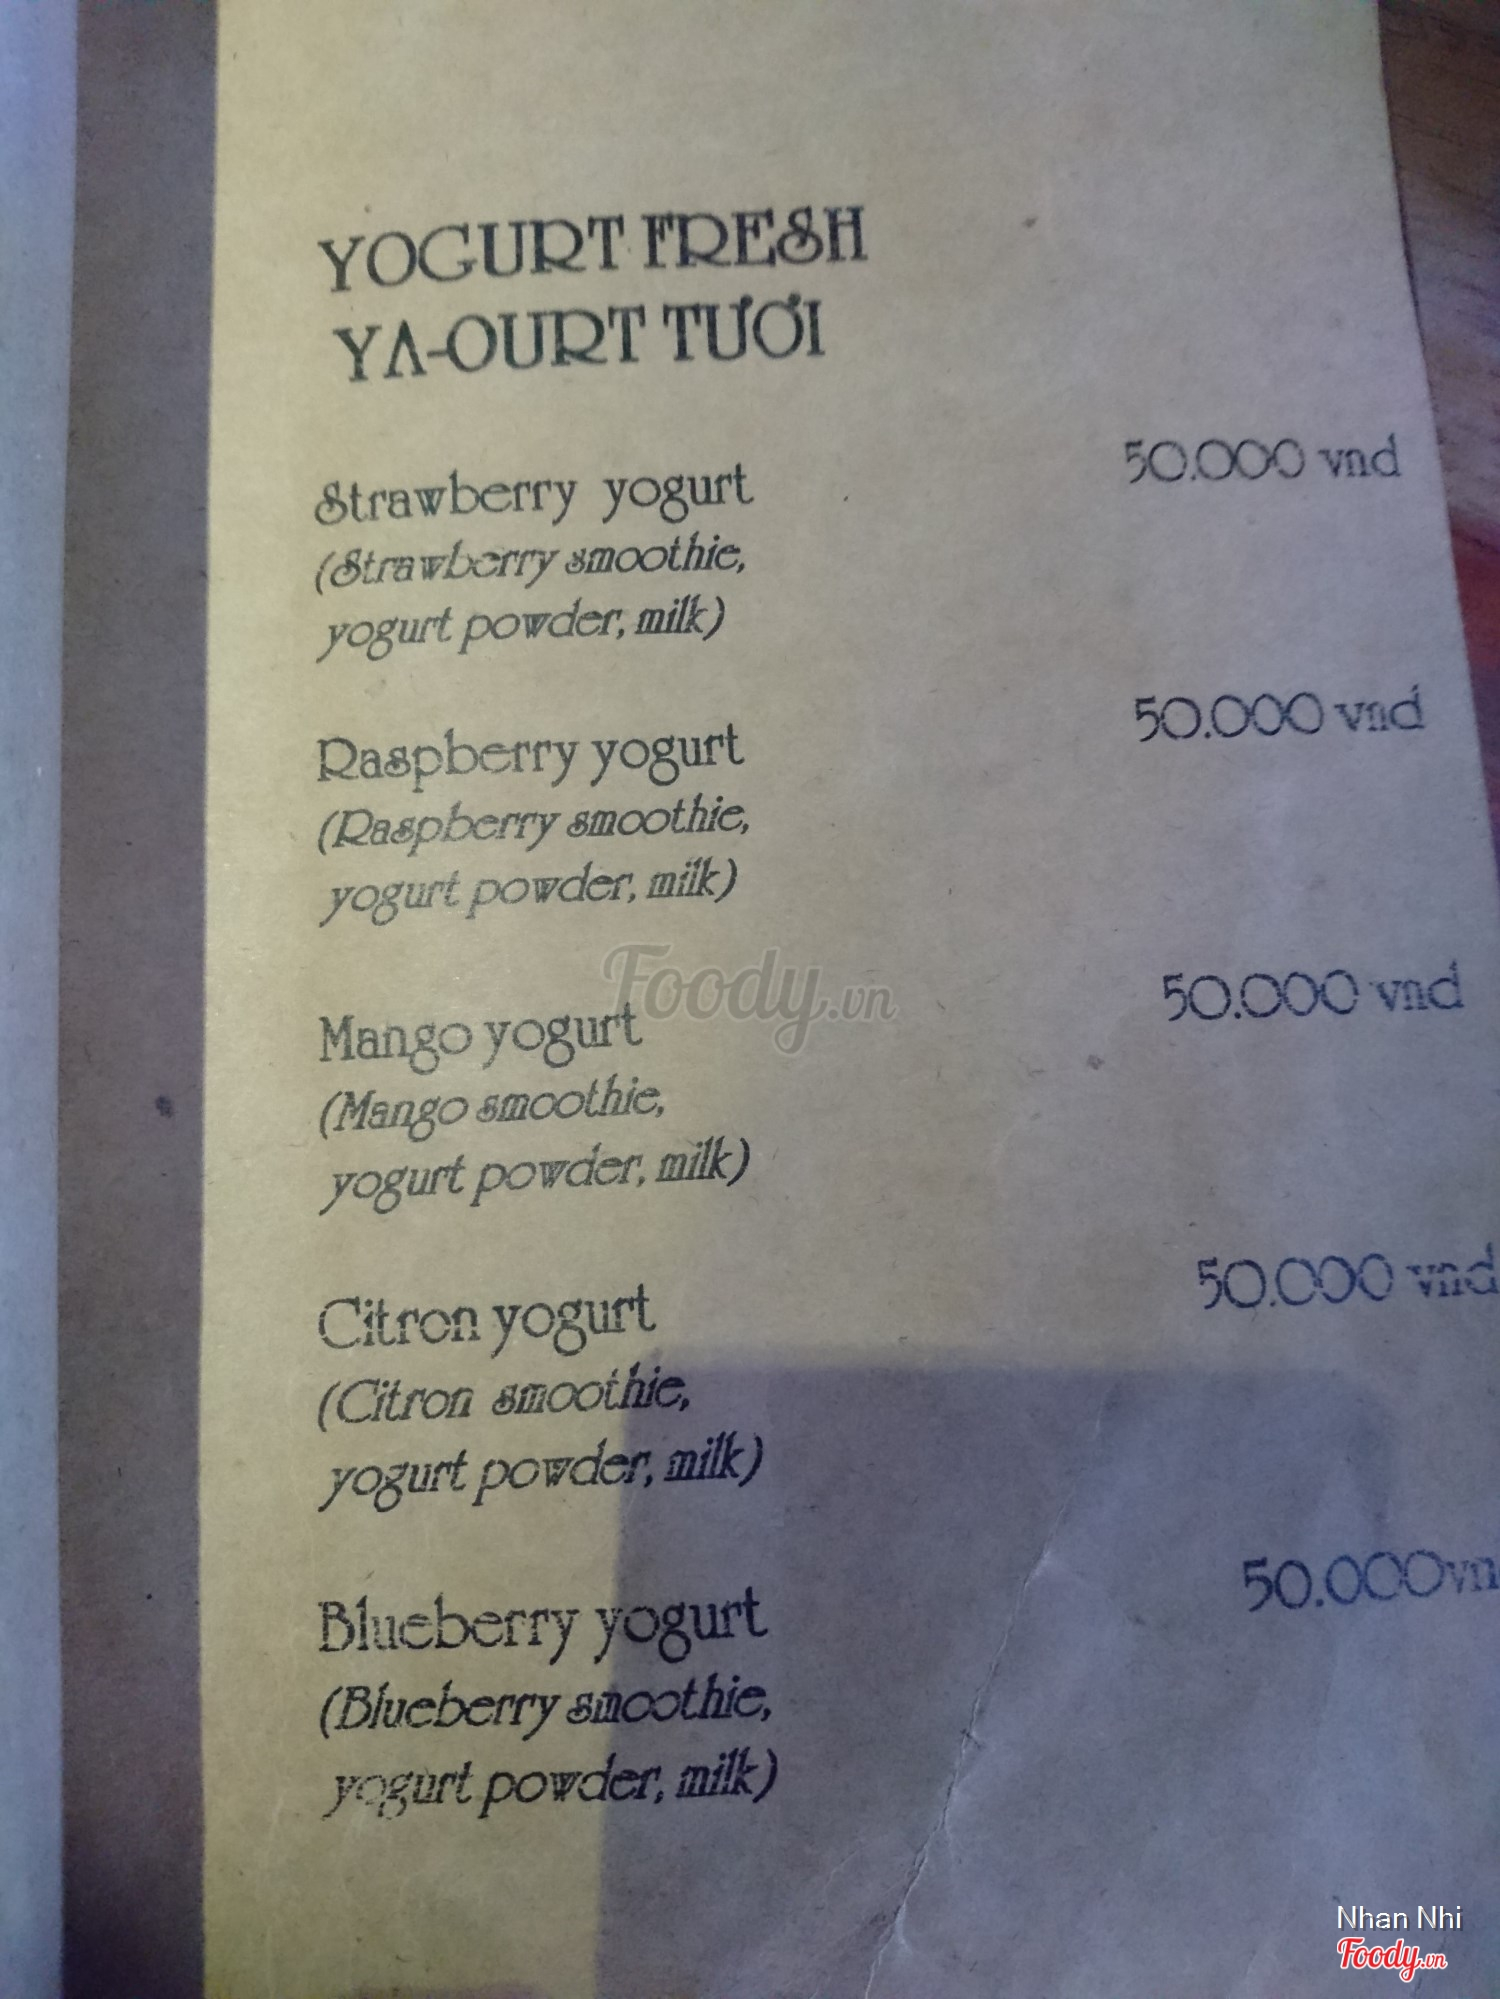 YOGURT FRESH
YA-OURT TƯƠI
Strawberry yogurt 50.000 vnd
(Strawberry smoothie,
yogurt powder, milk)
Raspberry yogurt 50.000 vnd
(Raspberry smoothie,
yogurt powder, milk)
Foody.vn
Mango yogurt 50.000 vnd
(Mango smoothie,
yogurt powder, milk)
Citron yogurt 50.000 vnd
(Citron smoothie,
yogurt powder, milk)
Blueberry yogurt 50.000vn
(Blueberry smoothie,
yogurt powder, milk)
Nhan Nhi
Foody.vn